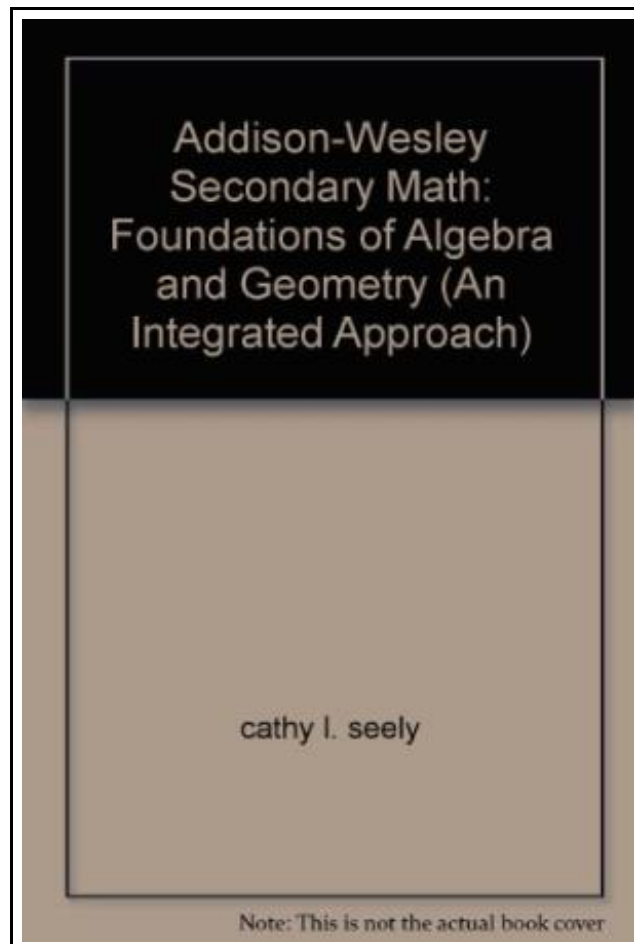 Addison-Wesley
Secondary Math:
Foundations of Algebra
and Geometry (An
Integrated Approach)
cathy l. seely
Note: This is not the actual book cover